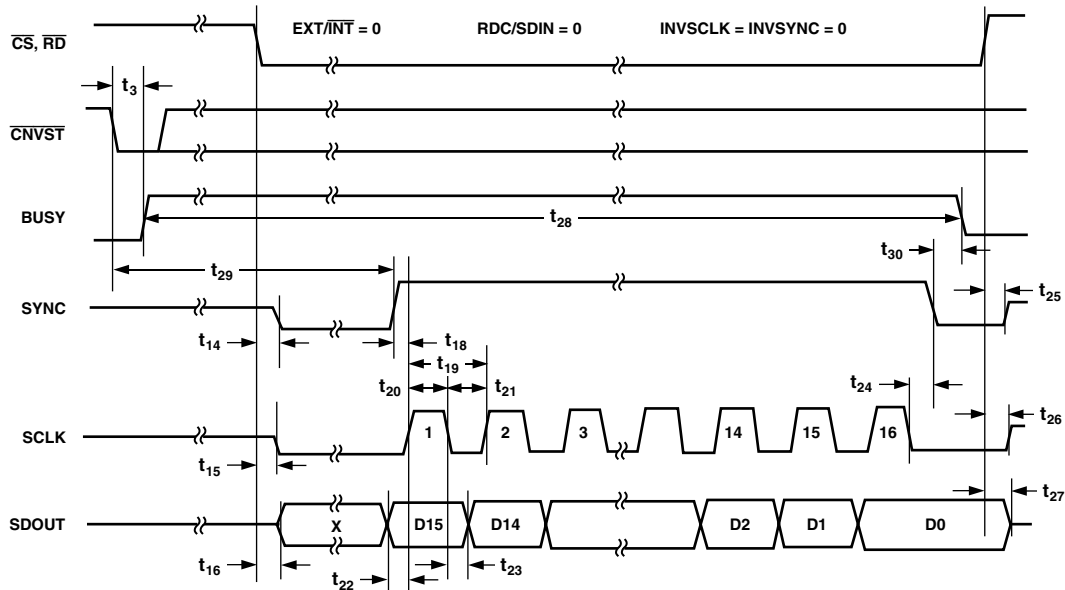 EXT/INT = 0 RDC/SDIN = 0 INVSCLK = INVSYNC = 0
CS, RD
t3
CNVST
BUSY
t28
t30
t29
t25
SYNC
t14
t18
t19
t20
t21
t24
t26
SCLK
1 2 3 14 15 16
t15
t27
SDOUT
X D15 D14 D2 D1 D0
t16
t22
t23